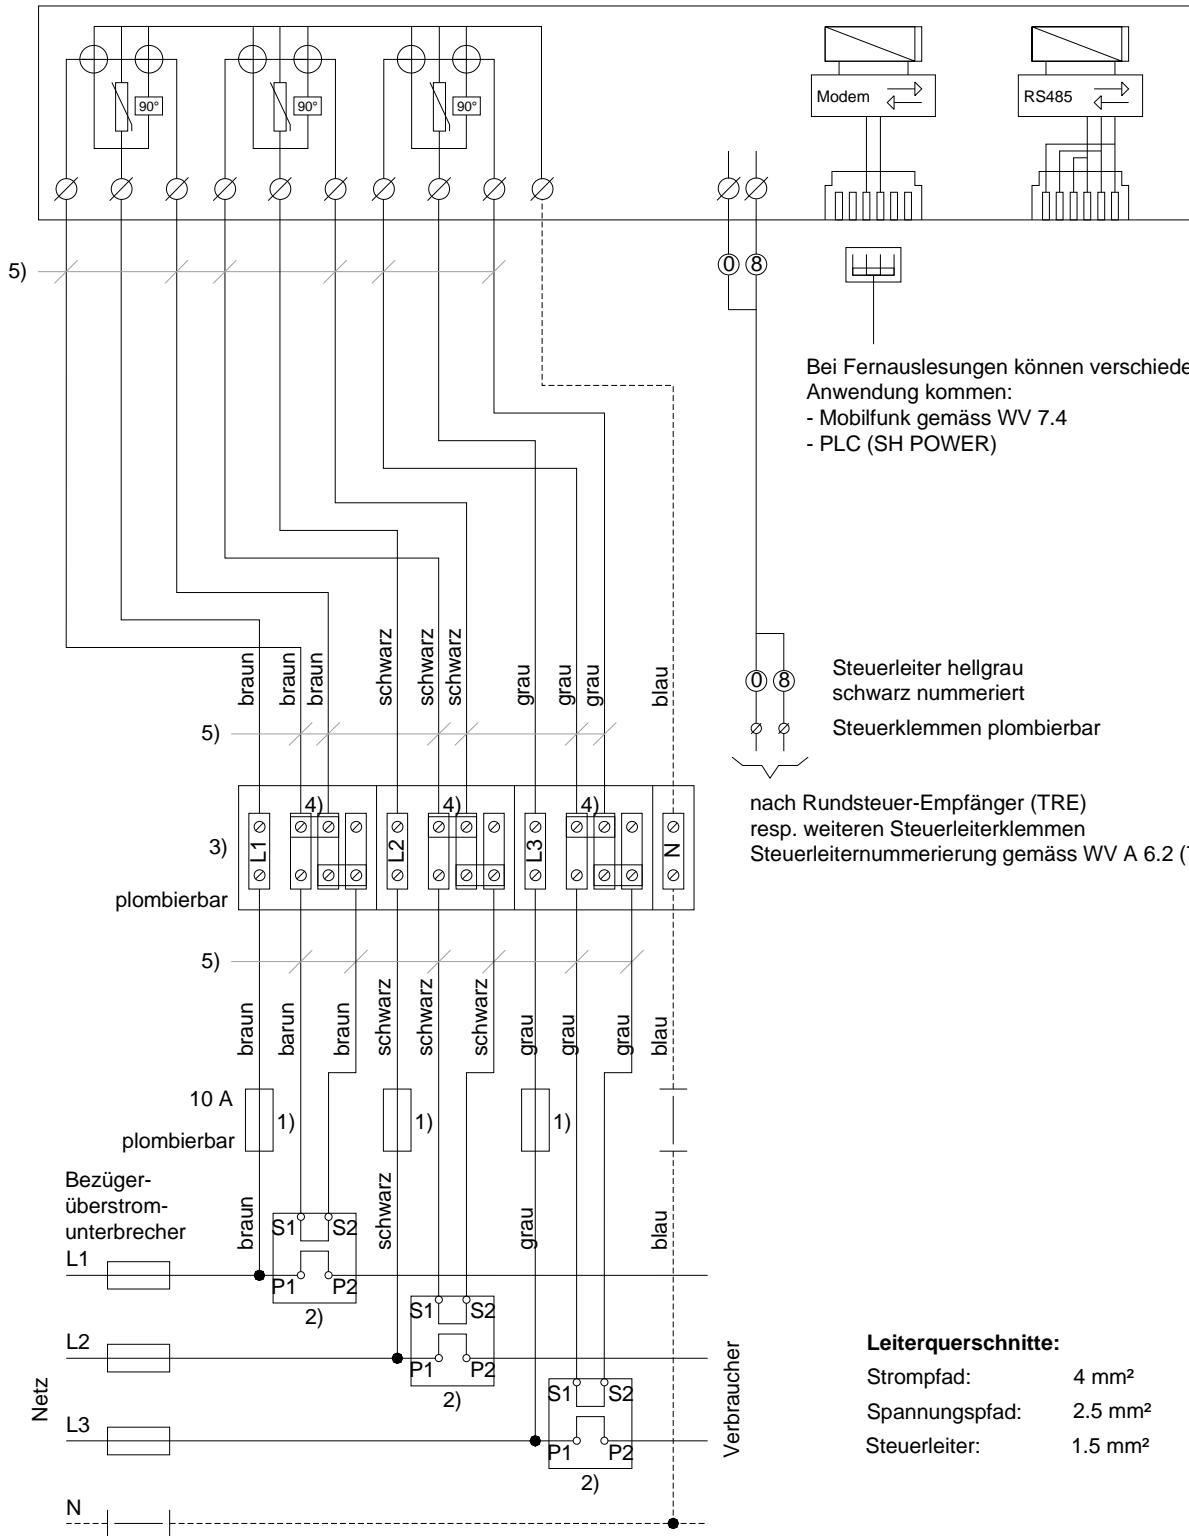 90°
90°
90°
Modem
RS485
5)
0 8
Bei Fernauslesungen können verschiede
Anwendung kommen:
- Mobilfunk gemäss WV 7.4
- PLC (SH POWER)
braun
braun
braun
schwarz
schwarz
schwarz
grau
grau
grau
blau
0 8
Steuerleiter hellgrau
schwarz nummeriert
Steuerklemmen plombierbar
5)
nach Rundsteuer-Empfänger (TRE)
resp. weiteren Steuerleiterklemmen
Steuerleiternummerierung gemäss WV A 6.2 (T
4)
4)
4)
3)
L1
L2
L3
N
plombierbar
5)
braun
barun
braun
schwarz
schwarz
schwarz
grau
grau
grau
blau
10 A
1)
1)
1)
plombierbar
Bezüger-
überstrom-
unterbrecher
braun
schwarz
grau
blau
S1 S2
L1
P1 P2
2)
S1 S2
L2
P1 P2
2)
S1 S2
L3
P1 P2
2)
N
Netz
Verbraucher
Leiterquerschnitte:
Strompfad: 4 mm²
Spannungspfad: 2.5 mm²
Steuerleiter: 1.5 mm²